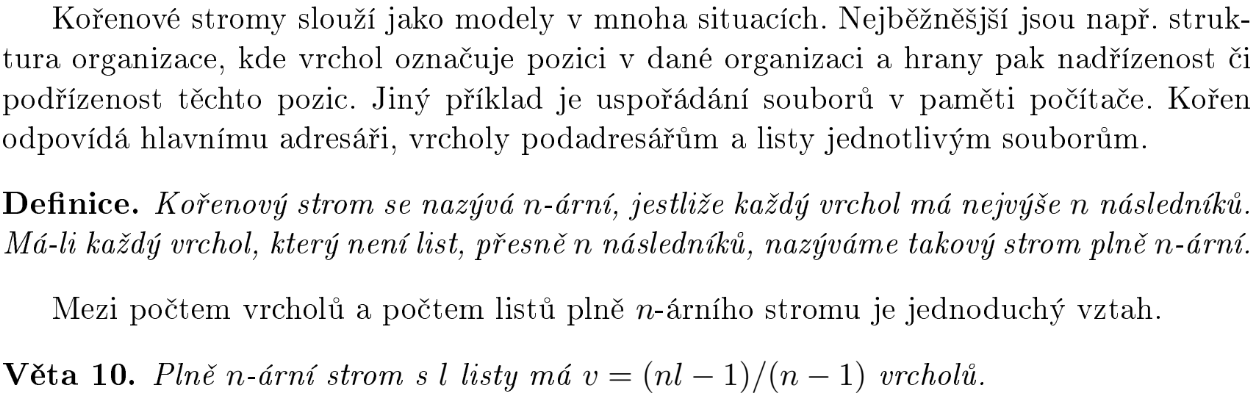 Kořenové stromy slouží jako modely v mnoha situacích. Nejběžněšjší jsou např. struk-
tura organizace, kde vrchol označuje pozici v dané organizaci a hrany pak nadřízenost či
podřízenost těchto pozic. Jiný příklad je uspořádání souborů v paměti počítače. Kořen
odpovídá hlavnímu adresáři, vrcholy podadresářům a listy jednotlivým souborům.
Definice. Kořenový strom se nazývá n-ární, jestliže každý vrchol má nejvýše n následníků.
Má-li každý vrchol, který není list, přesně n následníků, nazýváme takový strom plně n-ární.
Mezi počtem vrcholů a počtem listů plně n-árního stromu je jednoduchý vztah.
Věta 10. Plně n-ární strom s l listy má v = (nl − 1)/(n − 1) vrcholů.